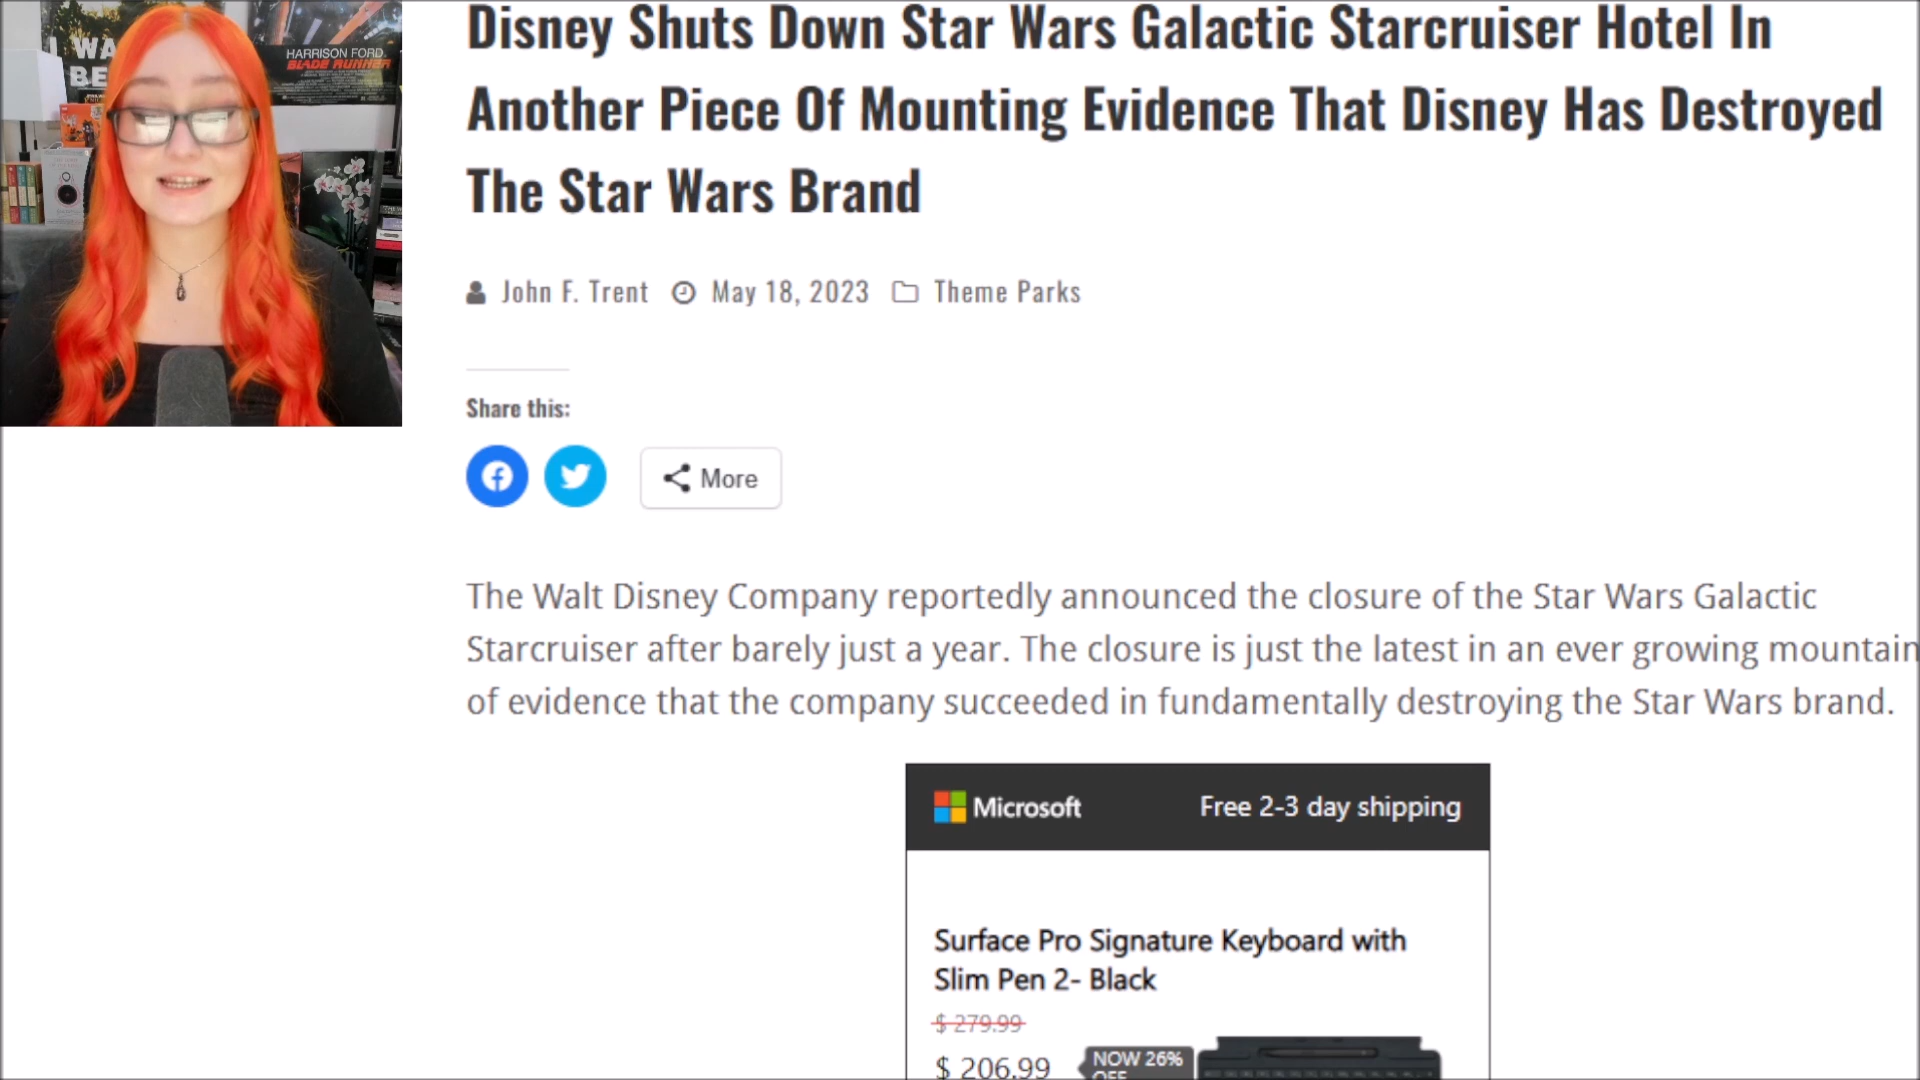 I WA
BE
HARRISON FORD
BLADE RUNNER
Disney Shuts Down Star Wars Galactic Starcruiser Hotel In
Another Piece Of Mounting Evidence That Disney Has Destroyed
The Star Wars Brand
John F. Trent May 18, 2023 Theme Parks
Share this:
More
The Walt Disney Company reportedly announced the closure of the Star Wars Galactic
Starcruiser after barely just a year. The closure is just the latest in an ever growing mountain
of evidence that the company succeeded in fundamentally destroying the Star Wars brand.
Microsoft Free 2-3 day shipping
Surface Pro Signature Keyboard with
Slim Pen 2- Black
$ 279.99
$ 206.99 NOW 26%
OFF